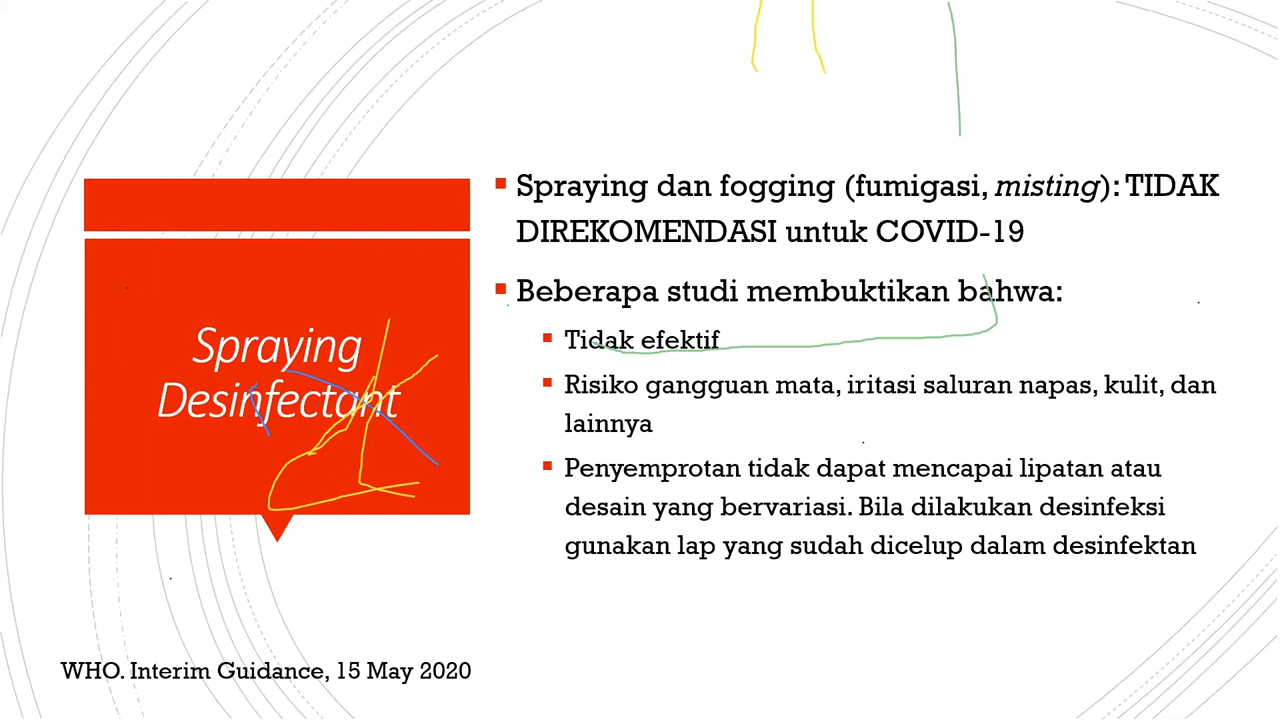 Spraying
Desinfectant
Spraying dan fogging (fumigasi, misting): TIDAK
DIREKOMENDASI untuk COVID-19
Beberapa studi membuktikan bahwa:
Tidak efektif
Risiko gangguan mata, iritasi saluran napas, kulit, dan
lainnya
Penyemprotan tidak dapat mencapai lipatan atau
desain yang bervariasi. Bila dilakukan desinfeksi
gunakan lap yang sudah dicelup dalam desinfektan
WHO. Interim Guidance, 15 May 2020